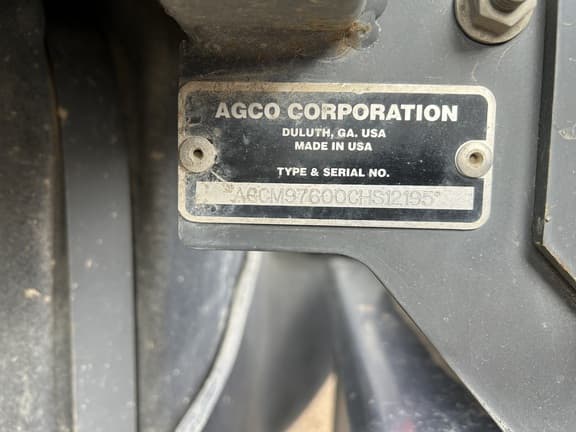 AGCO CORPORATION
DULUTH, GA. USA
MADE IN USA
TYPE & SERIAL NO.
*AGCM97600CHS12195*